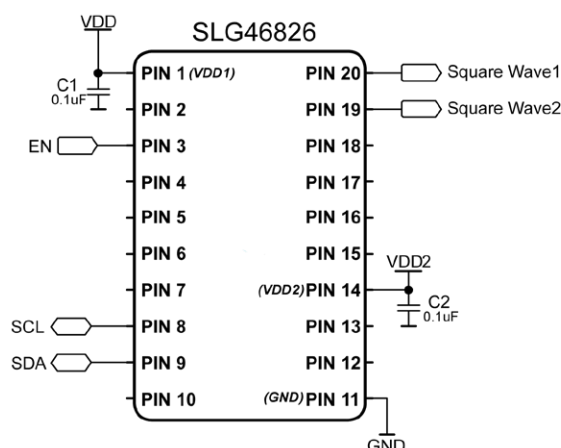 VDD
SLG46826
PIN 1 (VDD1)
PIN 20
Square Wave1
C1
0.1uF
PIN 2
PIN 19
Square Wave2
EN
PIN 3
PIN 18
PIN 4
PIN 17
PIN 5
PIN 16
PIN 6
PIN 15
VDD2
PIN 7
(VDD2) PIN 14
C2
0.1uF
SCL
PIN 8
PIN 13
SDA
PIN 9
PIN 12
PIN 10
(GND) PIN 11
GND